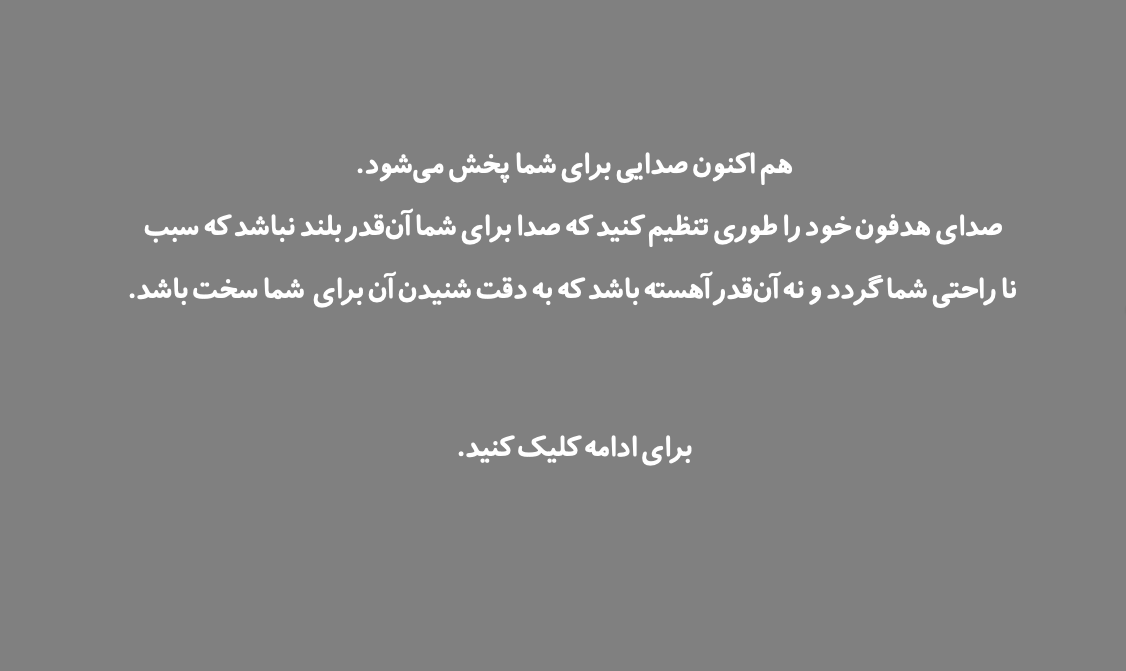 هم اکنون صدایی برای شما پخش می‌شود.
صدای هدفون خود را طوری تنظیم کنید که صدا برای شما آن‌قدر بلند نباشد که سبب
نا راحتی شما گردد و نه آن‌قدر آهسته باشد که به دقت شنیدن آن برای  شما سخت باشد.
برای ادامه کلیک کنید.